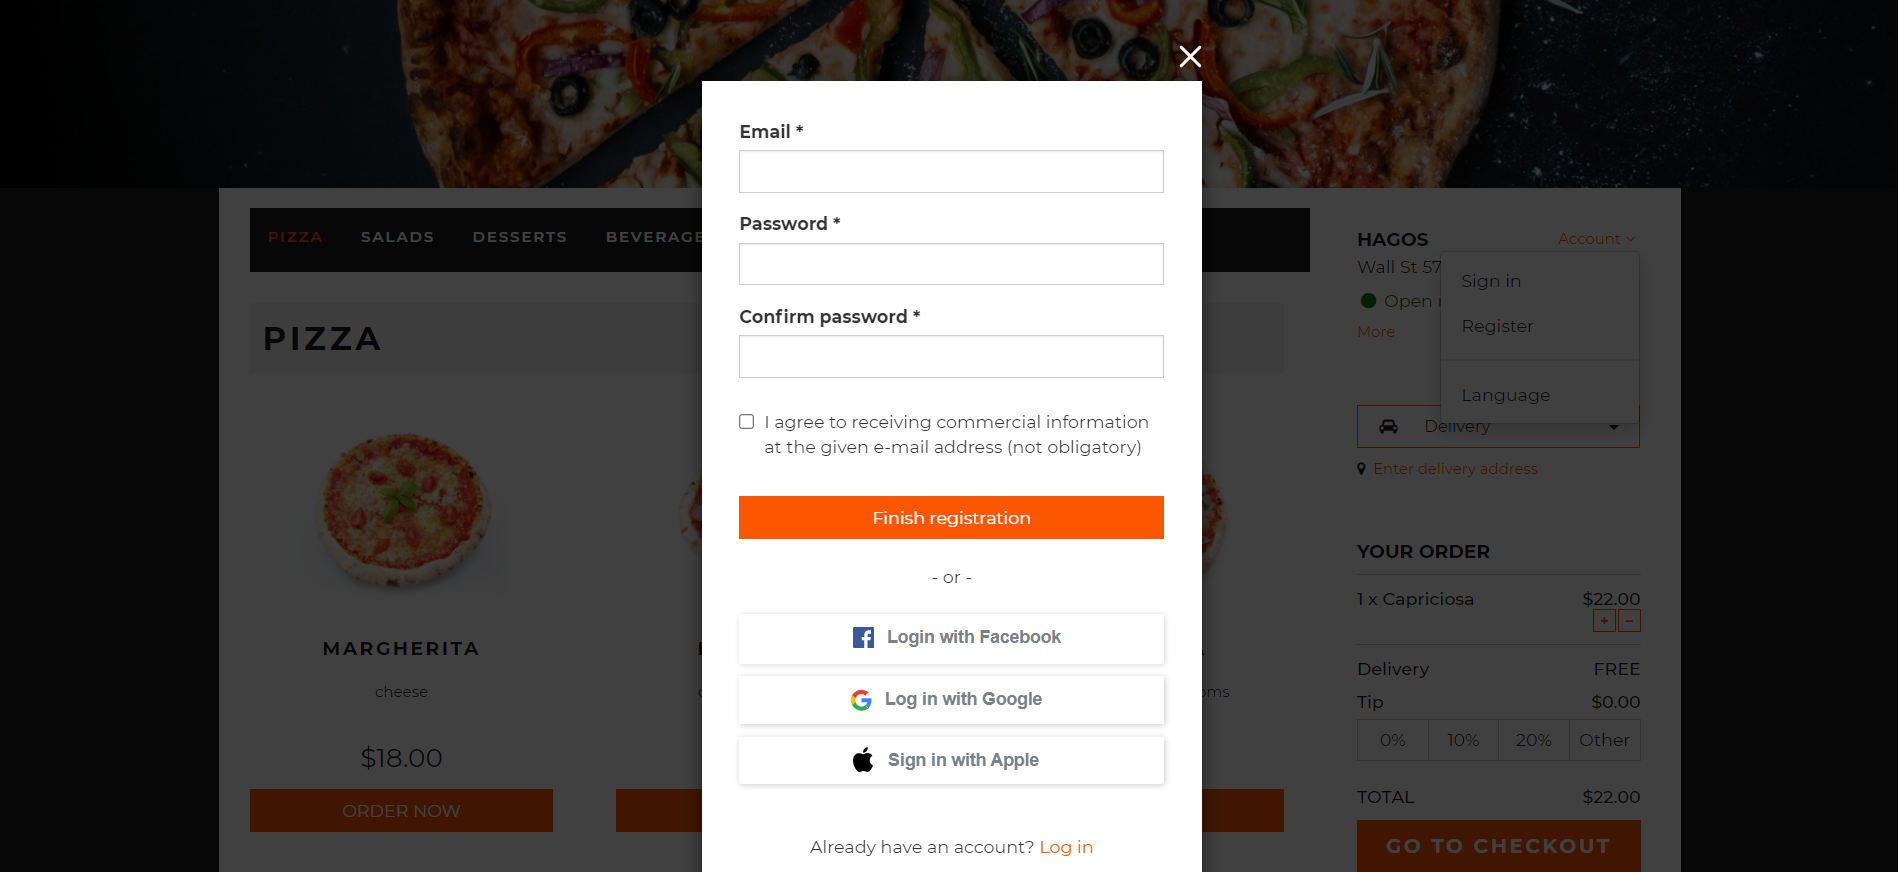 Email *
Password *
Confirm password *
I agree to receiving commercial information
at the given e-mail address (not obligatory)
Finish registration
- or -
Login with Facebook
Log in with Google
Sign in with Apple
Already have an account? Log in
PIZZA
SALADS
DESSERTS
BEVERAGE
PIZZA
MARGHERITA
cheese
$18.00
ORDER NOW
HAGOS
Account
Wall St 57
Open
More
Sign in
Register
Language
Delivery
Enter delivery address
YOUR ORDER
1 x Capriciosa $22.00
+ −
Delivery FREE
Tip $0.00
0% 10% 20% Other
TOTAL $22.00
GO TO CHECKOUT